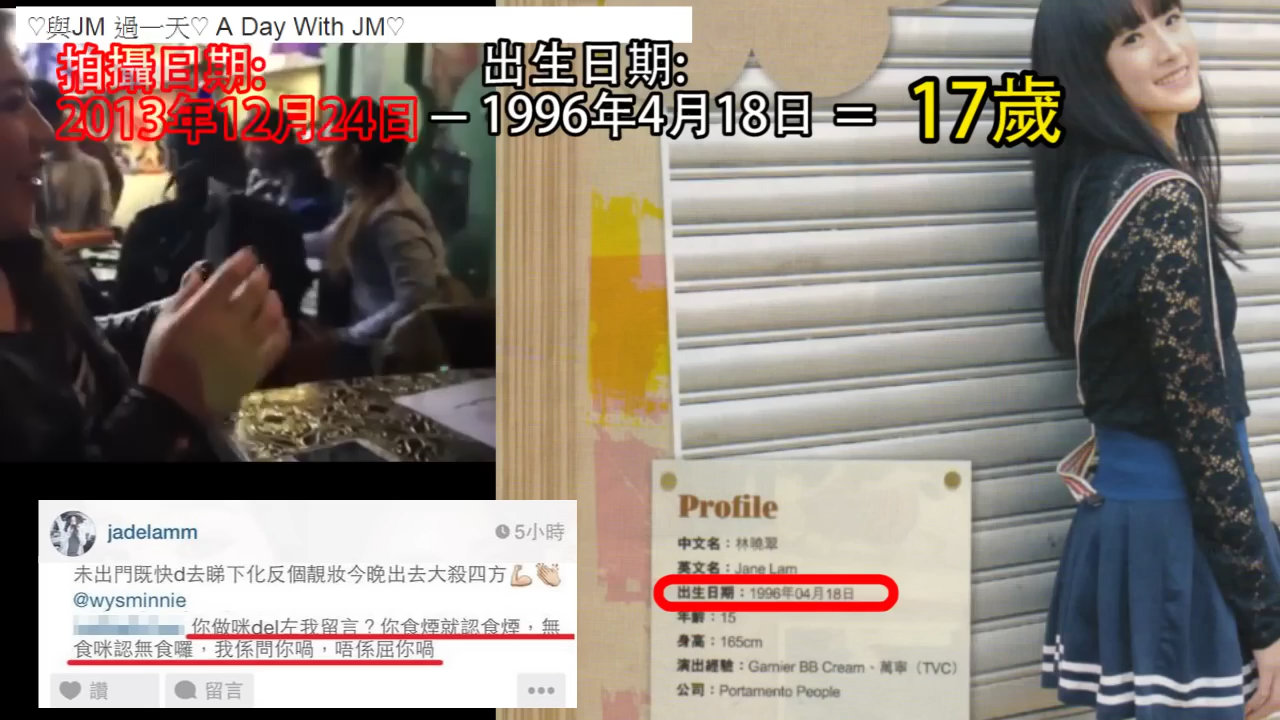 ♡與JM 過一天♡ A Day With JM♡
拍攝日期:
2013年12月24日
—
出生日期:
1996年4月18日
=
17歲
jadelamm
5小時
未出門既快d去睇下化反個靚妝今晚出去大殺四方💪👏
@wysminnie
你做咪del左我留言？你食煙就認食煙，無
食咪認無食囉，我係問你喎，唔係屈你喎
讚
留言
Profile
中文名：林曉翠
英文名：Jane Lam
出生日期：1996年04月18日
年齡：15
身高：165cm
演出經驗：Garnier BB Cream、萬寧（TVC）
公司：Portamento People